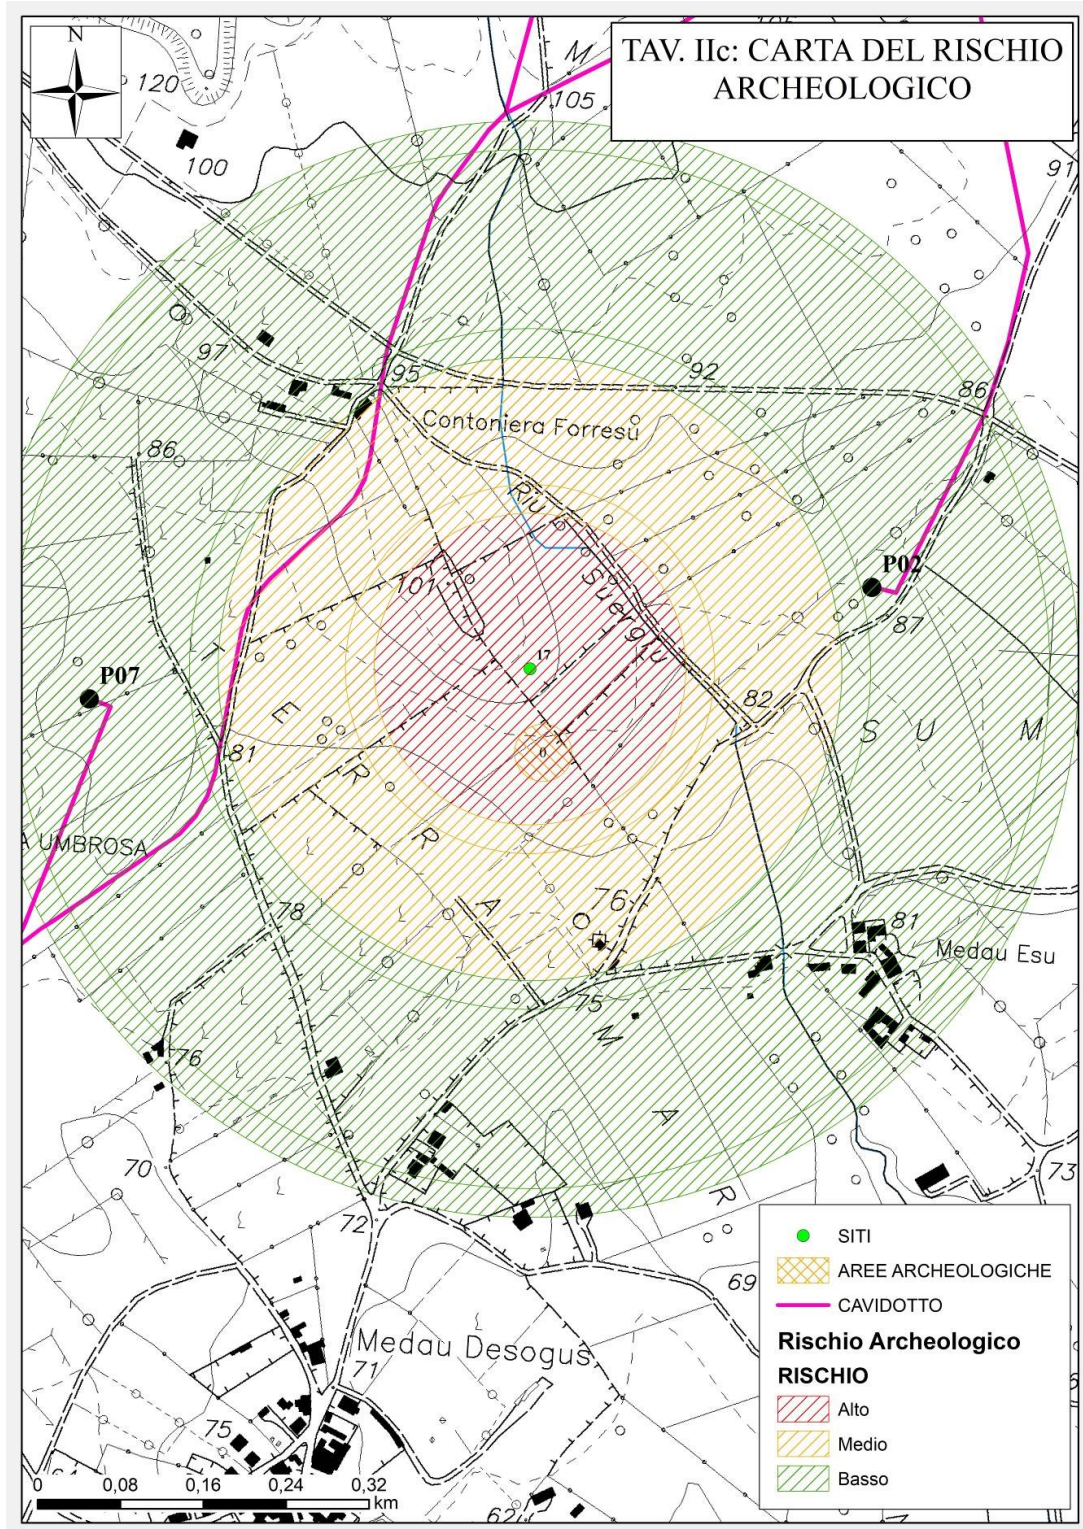 N
TAV. IIc: CARTA DEL RISCHIO
ARCHEOLOGICO
120
M
105
100
91
97
95
92
86
Contoniera Forresu
86
Riu
S'uerghu
101
P02
87
17
P07
T
E
R
R
A
82
S U M
0
81
A UMBROSA
78
76
O
81
Medau Esu
75
M
A
R
76
70
73
72
69
Medau Desogus
71
75
62
SITI
AREE ARCHEOLOGICHE
CAVIDOTTO
Rischio Archeologico
RISCHIO
Alto
Medio
Basso
0 0,08 0,16 0,24 0,32
km